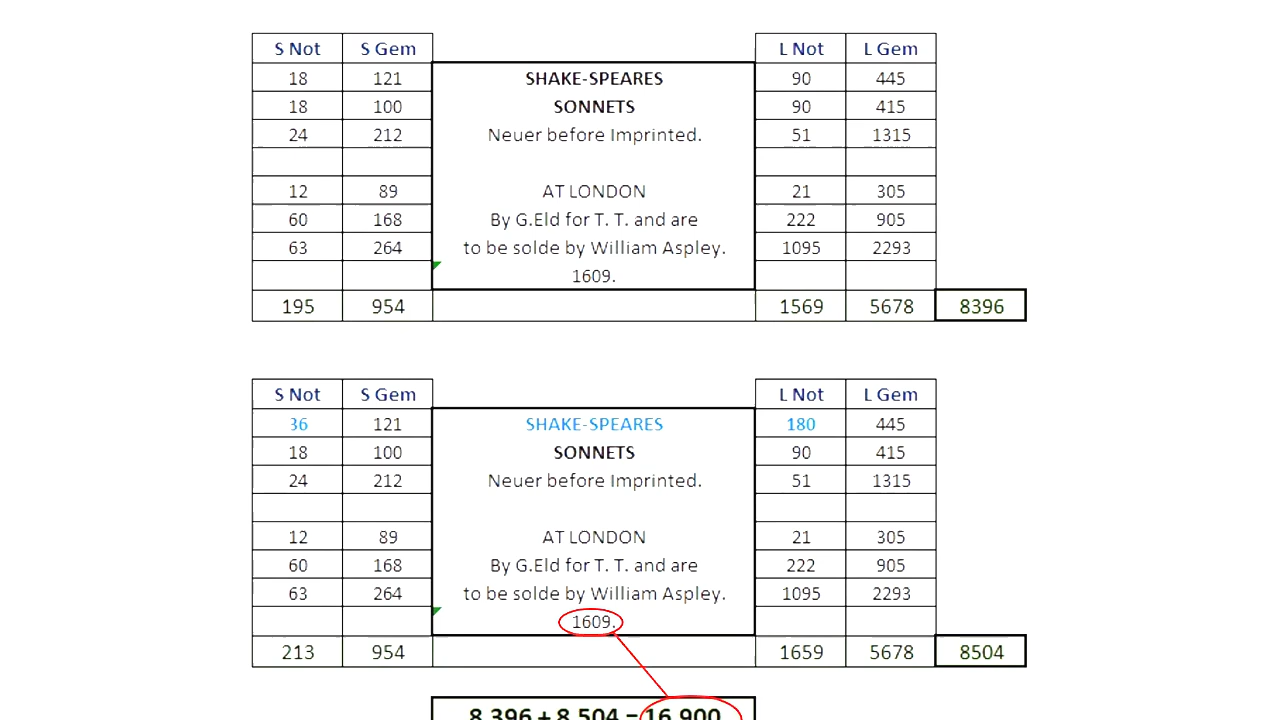 S Not S Gem L Not L Gem
18 121 SHAKE-SPEARES 90 445
18 100 SONNETS 90 415
24 212 Neuer before Imprinted. 51 1315
12 89 AT LONDON 21 305
60 168 By G.Eld for T. T. and are 222 905
63 264 to be solde by William Aspley. 1095 2293
1609.
195 954 1569 5678 8396
S Not S Gem L Not L Gem
36 121 SHAKE-SPEARES 180 445
18 100 SONNETS 90 415
24 212 Neuer before Imprinted. 51 1315
12 89 AT LONDON 21 305
60 168 By G.Eld for T. T. and are 222 905
63 264 to be solde by William Aspley. 1095 2293
1609.
213 954 1659 5678 8504
8.396 + 8.504 = 16.900